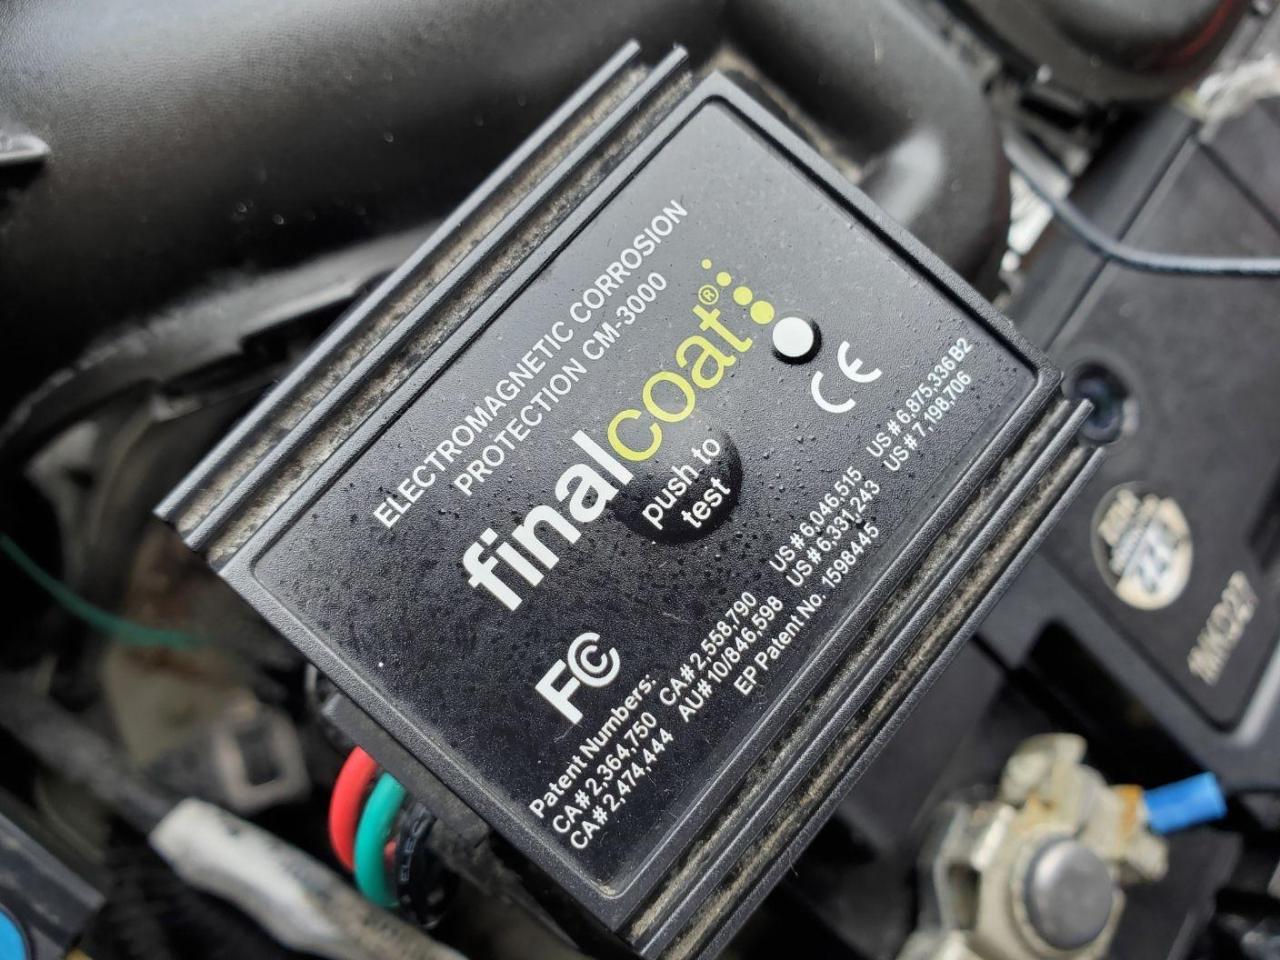 ELECTROMAGNETIC CORROSION
PROTECTION CM-3000
finalcoat®
push to
test
CE
FC
Patent Numbers:
CA# 2,364,750 CA# 2,558,790 US # 6,046,515 US # 6,875,336 B2
CA# 2,474,444 AU# 10/846,598 US # 6,331,243 US # 7,198,706
EP Patent No. 1598445